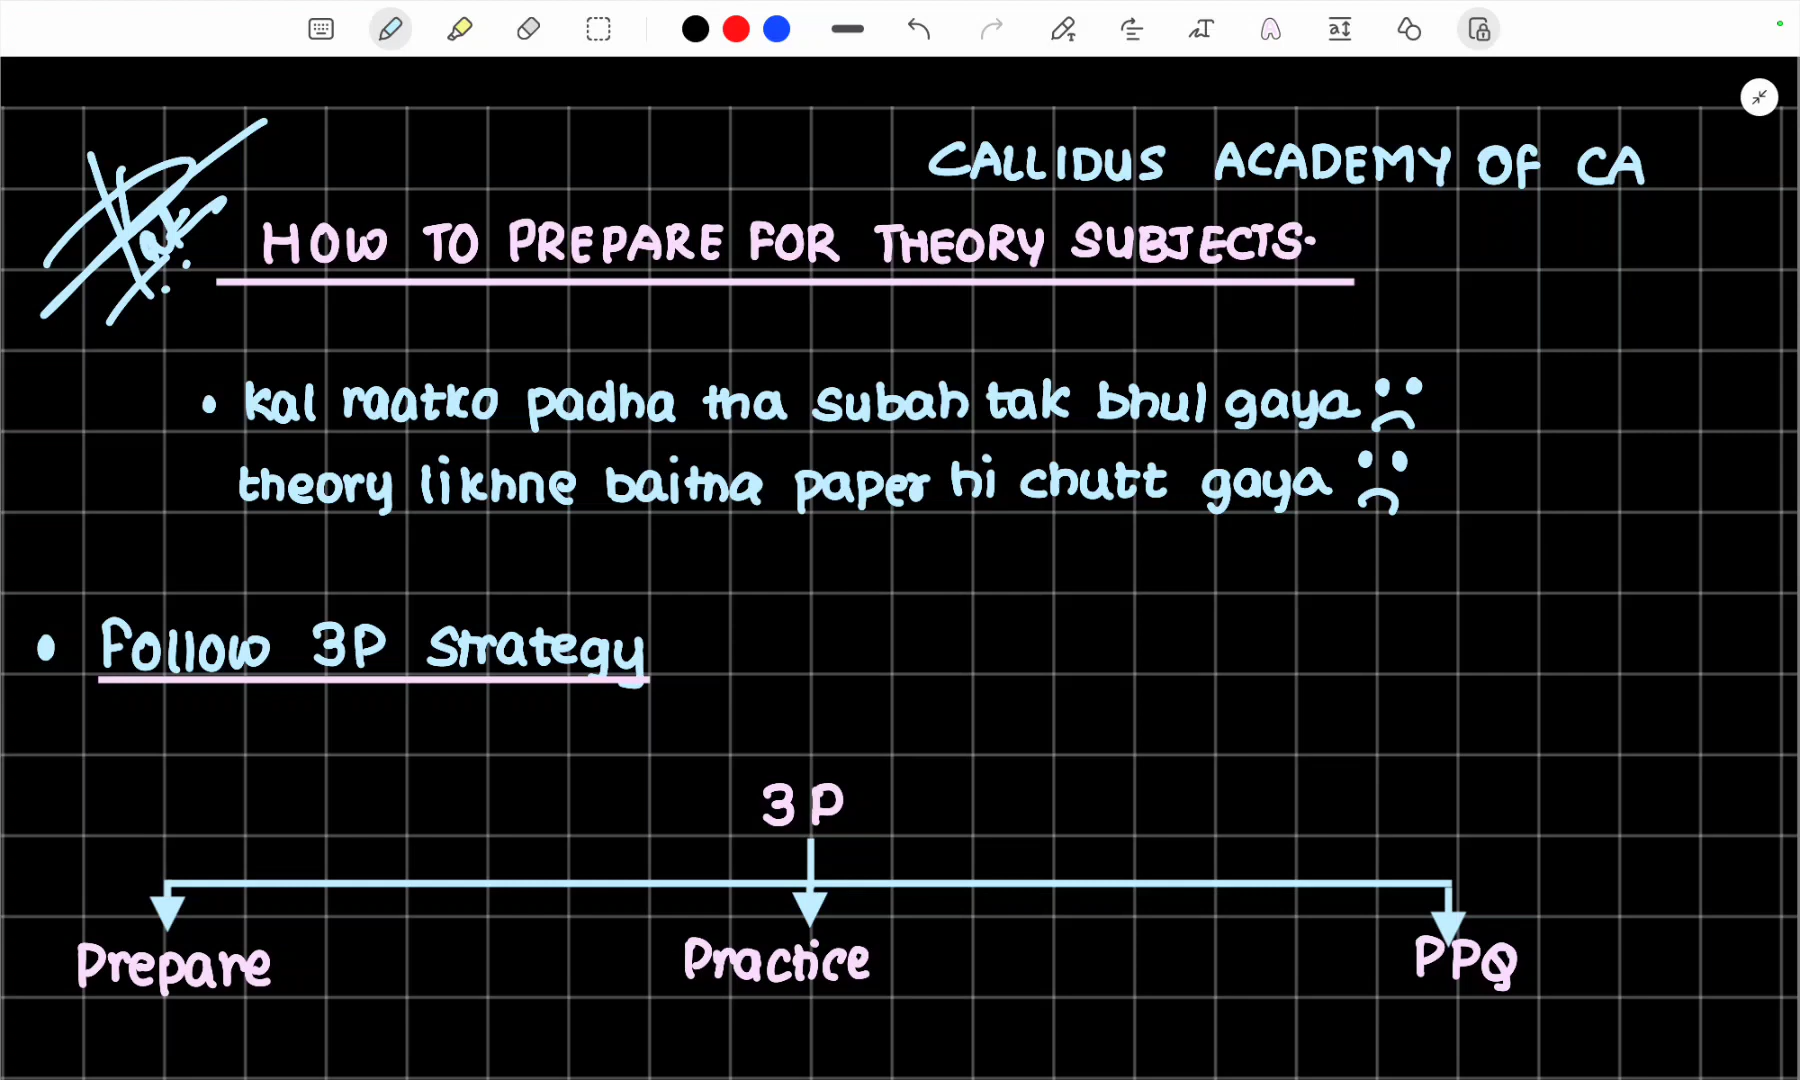 CALLIDUS ACADEMY OF CA
HOW TO PREPARE FOR THEORY SUBJECTS.
• kal raatko padha tha subah tak bhul gaya
theory likhne baitha paper hi chutt gaya
• Follow 3P Strategy
3P
Prepare Practice PPQ